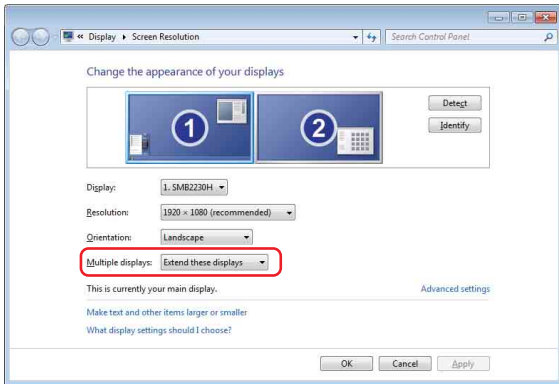 « Display ▸ Screen Resolution Search Control Panel
Change the appearance of your displays
1 2
Detect
Identify
Display: 1. SMB2230H
Resolution: 1920 × 1080 (recommended)
Orientation: Landscape
Multiple displays: Extend these displays
This is currently your main display. Advanced settings
Make text and other items larger or smaller
What display settings should I choose?
OK Cancel Apply